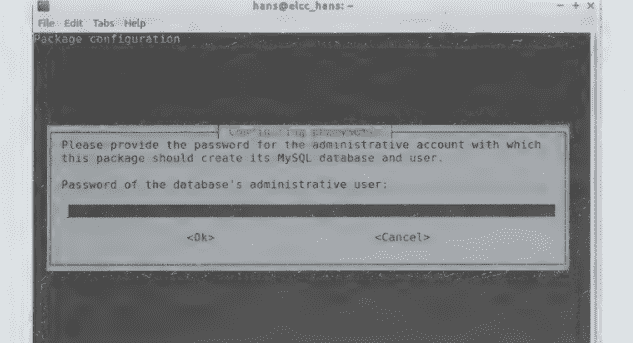 hans@elcc_hans: ~
File Edit Tabs Help
Package configuration
Please provide the password for the administrative account with which
this package should create its MySQL database and user.
Password of the database's administrative user:
<Ok> <Cancel>